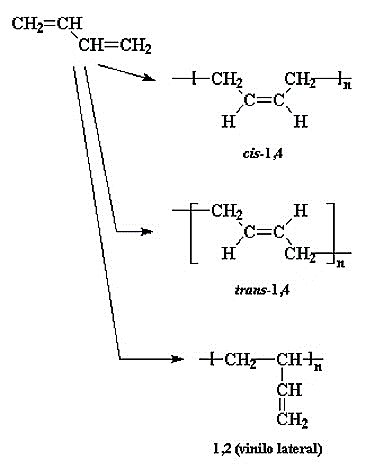 CH₂=CH
CH=CH₂
-[-CH₂ CH₂-]-n
C=C
H H
cis-1,4
CH₂ H
C=C
H CH₂
n
trans-1,4
-[-CH₂-CH-]-n
CH
CH₂
1,2 (vinilo lateral)